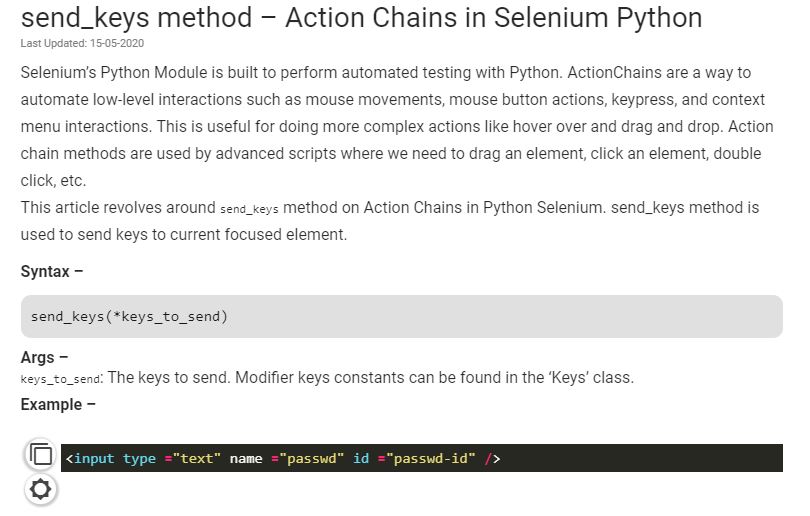 send_keys method – Action Chains in Selenium Python
Last Updated: 15-05-2020
Selenium’s Python Module is built to perform automated testing with Python. ActionChains are a way to
automate low-level interactions such as mouse movements, mouse button actions, keypress, and context
menu interactions. This is useful for doing more complex actions like hover over and drag and drop. Action
chain methods are used by advanced scripts where we need to drag an element, click an element, double
click, etc.
This article revolves around send_keys method on Action Chains in Python Selenium. send_keys method is
used to send keys to current focused element.
Syntax –
send_keys(*keys_to_send)
Args –
keys_to_send: The keys to send. Modifier keys constants can be found in the ‘Keys’ class.
Example –
<input type ="text" name ="passwd" id ="passwd-id" />